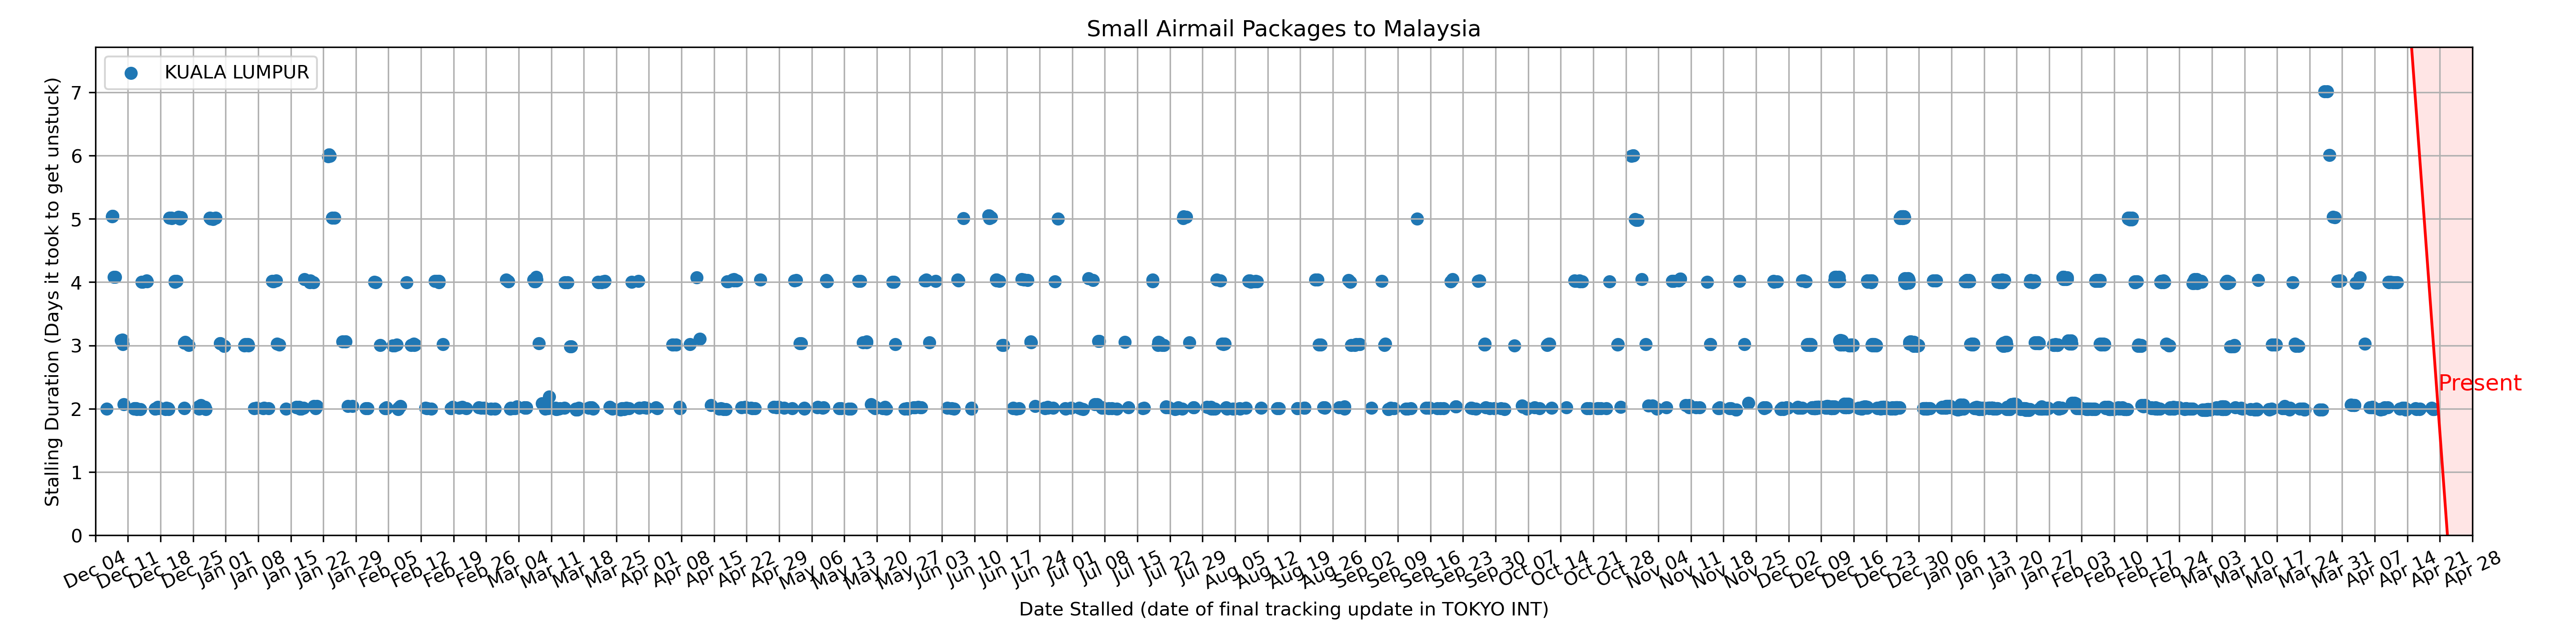 Small Airmail Packages to Malaysia
KUALA LUMPUR
Stalling Duration (Days it took to get unstuck)
7
6
5
4
3
2
1
0
Present
Dec 04
Dec 11
Dec 18
Dec 25
Jan 01
Jan 08
Jan 15
Jan 22
Jan 29
Feb 05
Feb 12
Feb 19
Feb 26
Mar 04
Mar 11
Mar 18
Mar 25
Apr 01
Apr 08
Apr 15
Apr 22
Apr 29
May 06
May 13
May 20
May 27
Jun 03
Jun 10
Jun 17
Jun 24
Jul 01
Jul 08
Jul 15
Jul 22
Jul 29
Aug 05
Aug 12
Aug 19
Aug 26
Sep 02
Sep 09
Sep 16
Sep 23
Sep 30
Oct 07
Oct 14
Oct 21
Oct 28
Nov 04
Nov 11
Nov 18
Nov 25
Dec 02
Dec 09
Dec 16
Dec 23
Dec 30
Jan 06
Jan 13
Jan 20
Jan 27
Feb 03
Feb 10
Feb 17
Feb 24
Mar 03
Mar 10
Mar 17
Mar 24
Mar 31
Apr 07
Apr 14
Apr 21
Apr 28
Date Stalled (date of final tracking update in TOKYO INT)